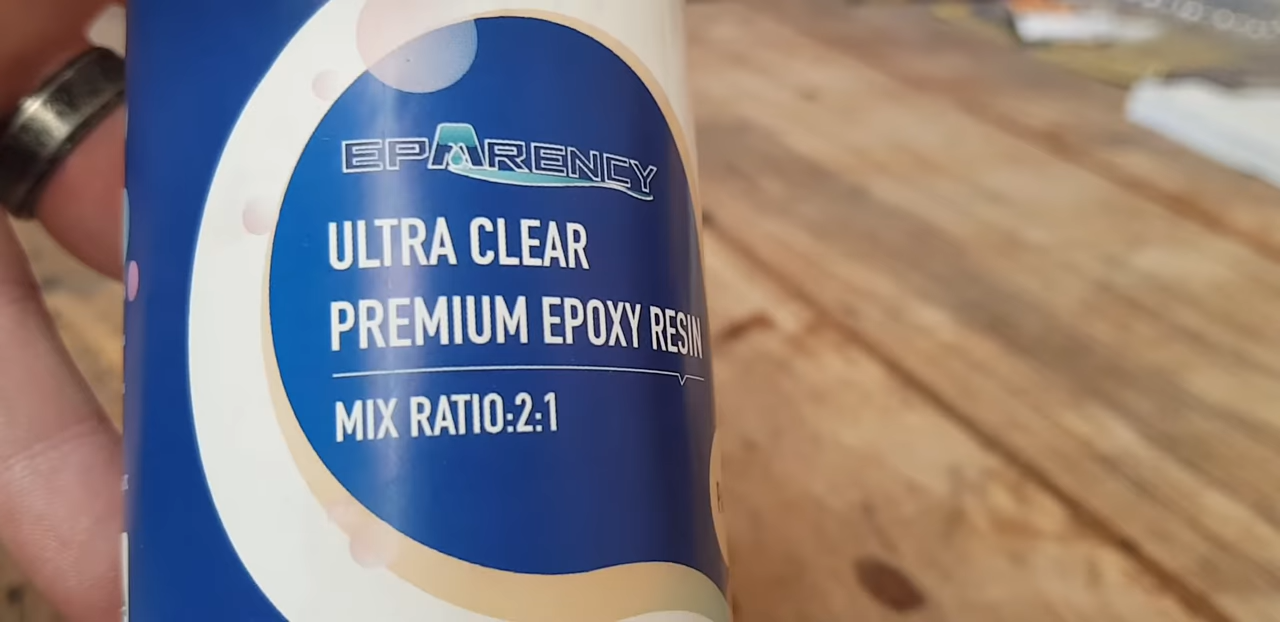 EPARENCY
ULTRA CLEAR
PREMIUM EPOXY RESIN
MIX RATIO:2:1